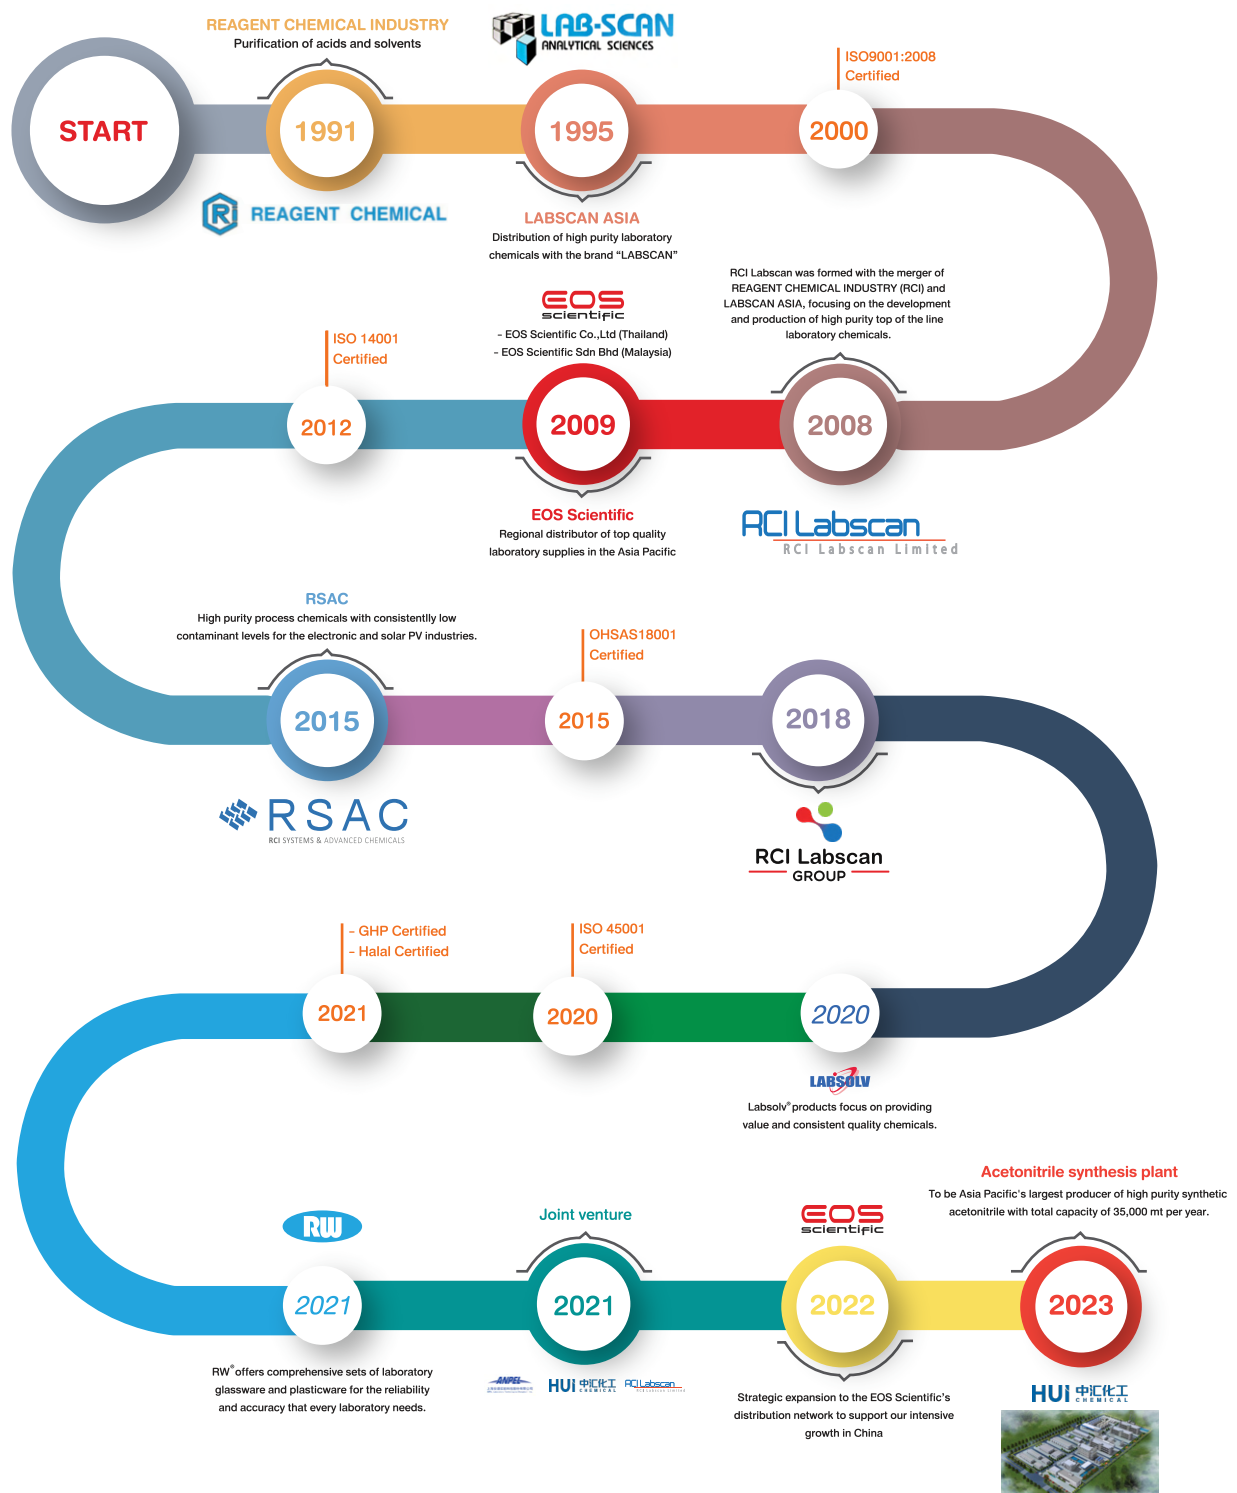 REAGENT CHEMICAL INDUSTRY
Purification of acids and solvents
LAB-SCAN
ANALYTICAL SCIENCES
ISO9001:2008
Certified
START
1991
1995
2000
REAGENT CHEMICAL
LABSCAN ASIA
Distribution of high purity laboratory
chemicals with the brand “LABSCAN”
RCI Labscan was formed with the merger of
REAGENT CHEMICAL INDUSTRY (RCI) and
LABSCAN ASIA, focusing on the development
and production of high purity top of the line
laboratory chemicals.
2008
RCI Labscan
RCI Labscan Limited
EOS
scientific
- EOS Scientific Co.,Ltd (Thailand)
- EOS Scientific Sdn Bhd (Malaysia)
2009
EOS Scientific
Regional distributor of top quality
laboratory supplies in the Asia Pacific
ISO 14001
Certified
2012
RSAC
High purity process chemicals with consistentlly low
contaminant levels for the electronic and solar PV industries.
2015
RSAC
RCI SYSTEMS & ADVANCED CHEMICALS
OHSAS18001
Certified
2015
2018
RCI Labscan
GROUP
2020
LABSOLV
Labsolv® products focus on providing
value and consistent quality chemicals.
ISO 45001
Certified
2020
- GHP Certified
- Halal Certified
2021
RW
2021
RW® offers comprehensive sets of laboratory
glassware and plasticware for the reliability
and accuracy that every laboratory needs.
Joint venture
2021
ANPEL
HUI 中汇化工
CHEMICAL
RCI Labscan
RCI Labscan Limited
EOS
scientific
2022
Strategic expansion to the EOS Scientific's
distribution network to support our intensive
growth in China
Acetonitrile synthesis plant
To be Asia Pacific's largest producer of high purity synthetic
acetonitrile with total capacity of 35,000 mt per year.
2023
HUI 中汇化工
CHEMICAL